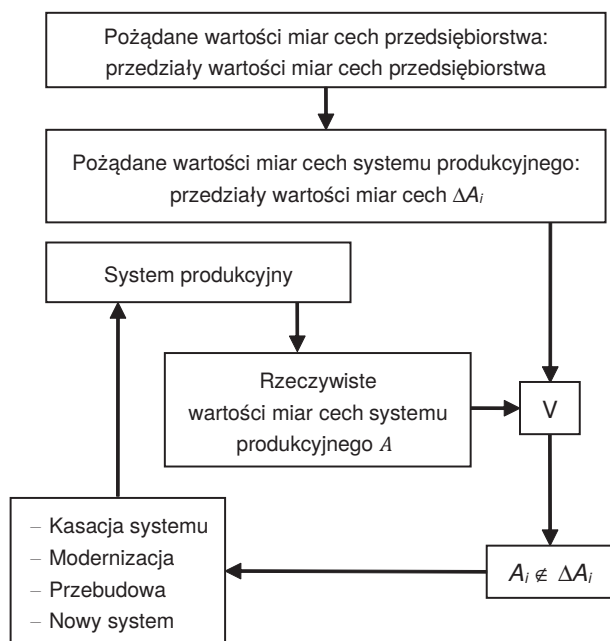 Pożądane wartości miar cech przedsiębiorstwa:
przedziały wartości miar cech przedsiębiorstwa
Pożądane wartości miar cech systemu produkcyjnego:
przedziały wartości miar cech ΔAi
System produkcyjny
Rzeczywiste
wartości miar cech systemu
produkcyjnego A
V
– Kasacja systemu
– Modernizacja
– Przebudowa
– Nowy system
Ai ∉ ΔAi